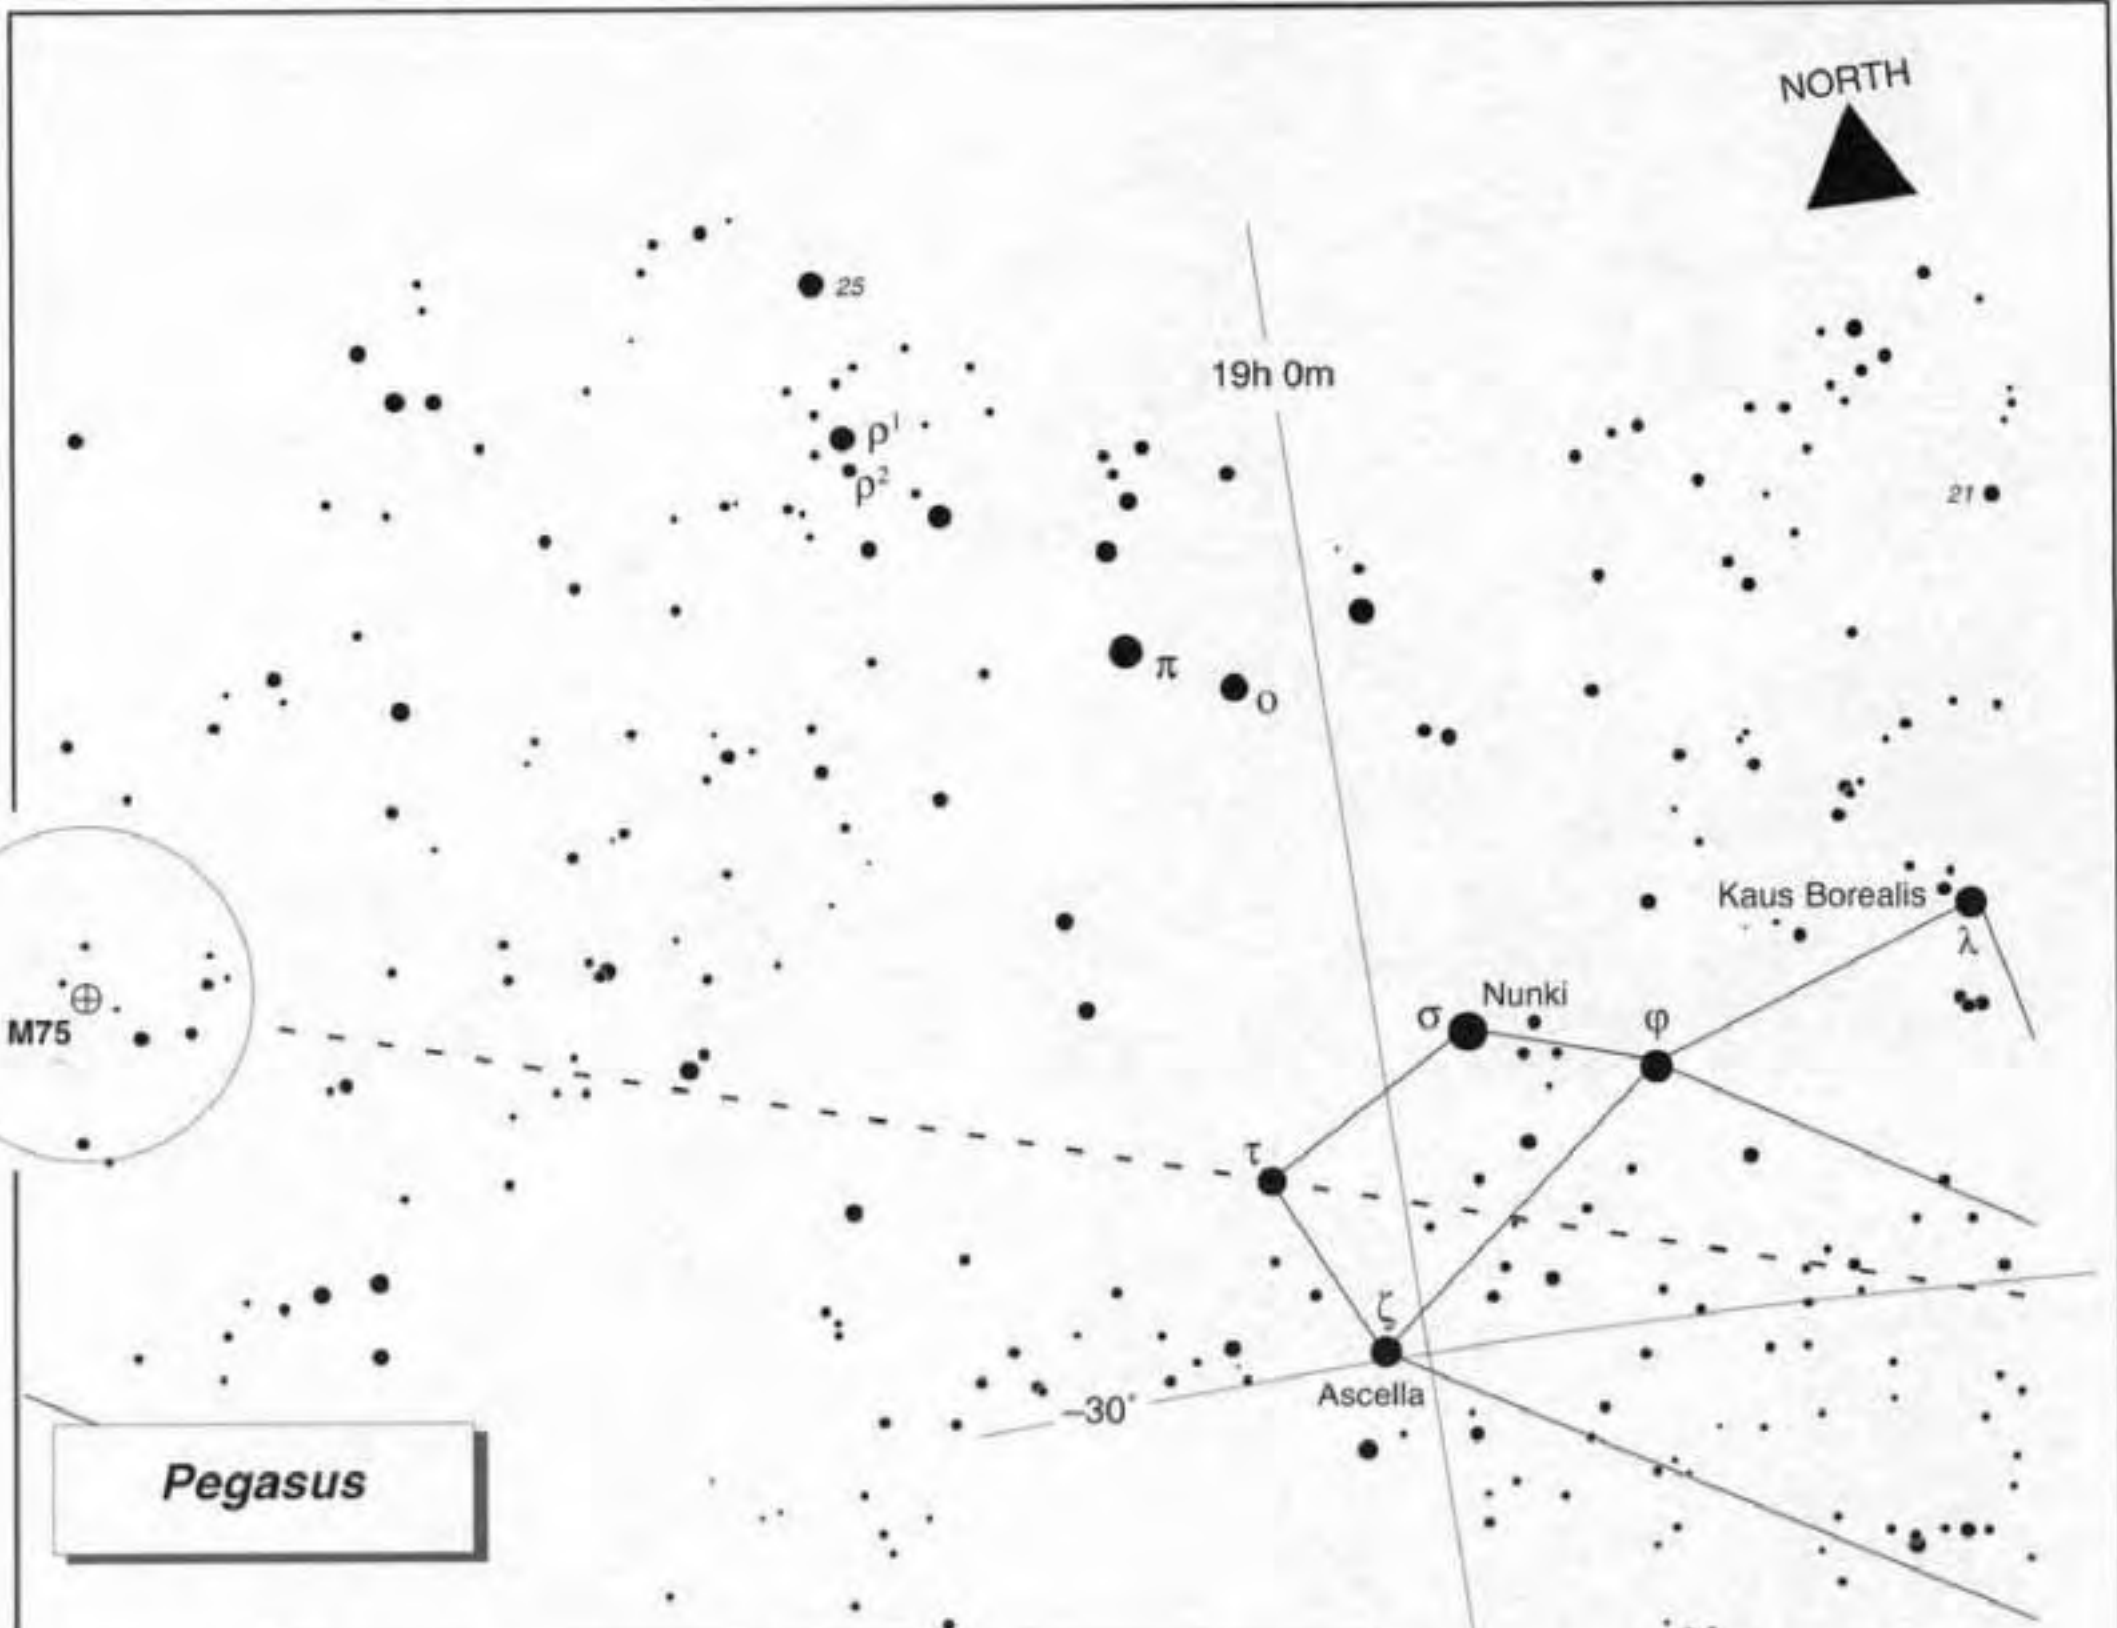 NORTH
25
19h 0m
ρ¹
ρ²
21
π
ο
Kaus Borealis
λ
Nunki
σ
φ
M75
τ
ζ
Ascella
–30°
Pegasus